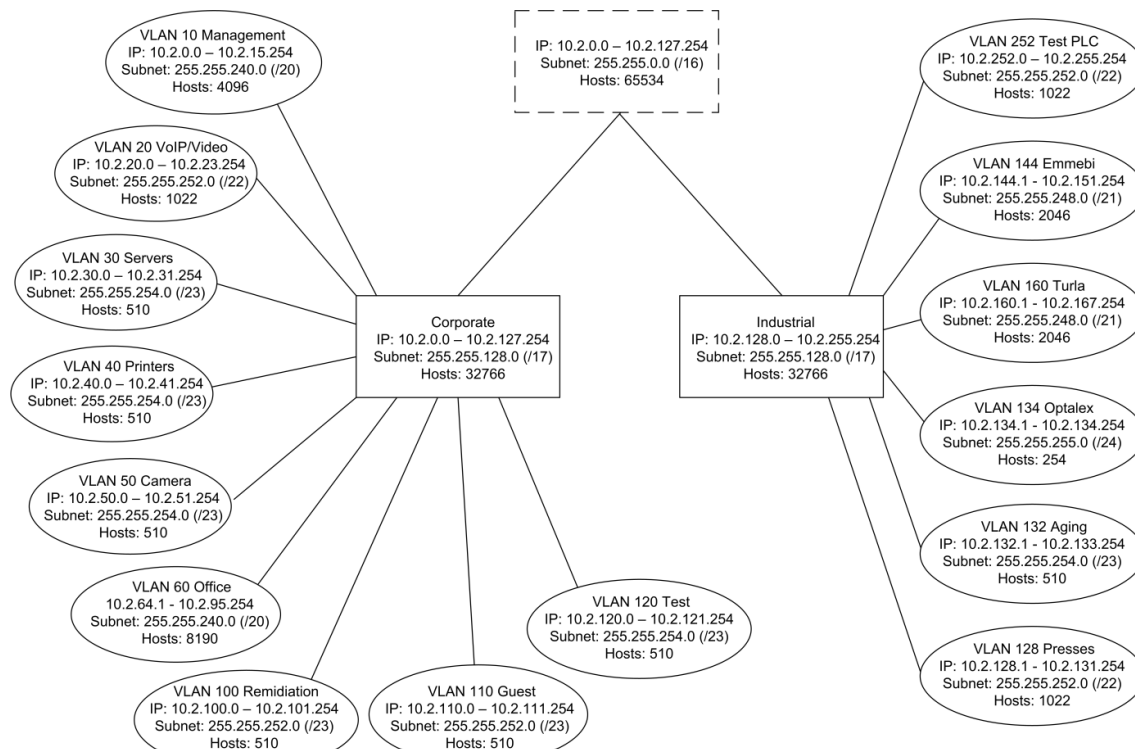 IP: 10.2.0.0 – 10.2.127.254
Subnet: 255.255.0.0 (/16)
Hosts: 65534
VLAN 10 Management
IP: 10.2.0.0 – 10.2.15.254
Subnet: 255.255.240.0 (/20)
Hosts: 4096
VLAN 20 VoIP/Video
IP: 10.2.20.0 – 10.2.23.254
Subnet: 255.255.252.0 (/22)
Hosts: 1022
VLAN 30 Servers
IP: 10.2.30.0 – 10.2.31.254
Subnet: 255.255.254.0 (/23)
Hosts: 510
VLAN 40 Printers
IP: 10.2.40.0 – 10.2.41.254
Subnet: 255.255.254.0 (/23)
Hosts: 510
VLAN 50 Camera
IP: 10.2.50.0 – 10.2.51.254
Subnet: 255.255.254.0 (/23)
Hosts: 510
VLAN 60 Office
10.2.64.1 - 10.2.95.254
Subnet: 255.255.240.0 (/20)
Hosts: 8190
VLAN 100 Remidiation
IP: 10.2.100.0 – 10.2.101.254
Subnet: 255.255.252.0 (/23)
Hosts: 510
VLAN 110 Guest
IP: 10.2.110.0 – 10.2.111.254
Subnet: 255.255.252.0 (/23)
Hosts: 510
VLAN 120 Test
IP: 10.2.120.0 – 10.2.121.254
Subnet: 255.255.254.0 (/23)
Hosts: 510
Corporate
IP: 10.2.0.0 – 10.2.127.254
Subnet: 255.255.128.0 (/17)
Hosts: 32766
Industrial
IP: 10.2.128.0 – 10.2.255.254
Subnet: 255.255.128.0 (/17)
Hosts: 32766
VLAN 252 Test PLC
IP: 10.2.252.0 – 10.2.255.254
Subnet: 255.255.252.0 (/22)
Hosts: 1022
VLAN 144 Emmebi
IP: 10.2.144.1 - 10.2.151.254
Subnet: 255.255.248.0 (/21)
Hosts: 2046
VLAN 160 Turla
IP: 10.2.160.1 - 10.2.167.254
Subnet: 255.255.248.0 (/21)
Hosts: 2046
VLAN 134 Optalex
IP: 10.2.134.1 - 10.2.134.254
Subnet: 255.255.255.0 (/24)
Hosts: 254
VLAN 132 Aging
IP: 10.2.132.1 - 10.2.133.254
Subnet: 255.255.254.0 (/23)
Hosts: 510
VLAN 128 Presses
IP: 10.2.128.1 - 10.2.131.254
Subnet: 255.255.252.0 (/22)
Hosts: 1022